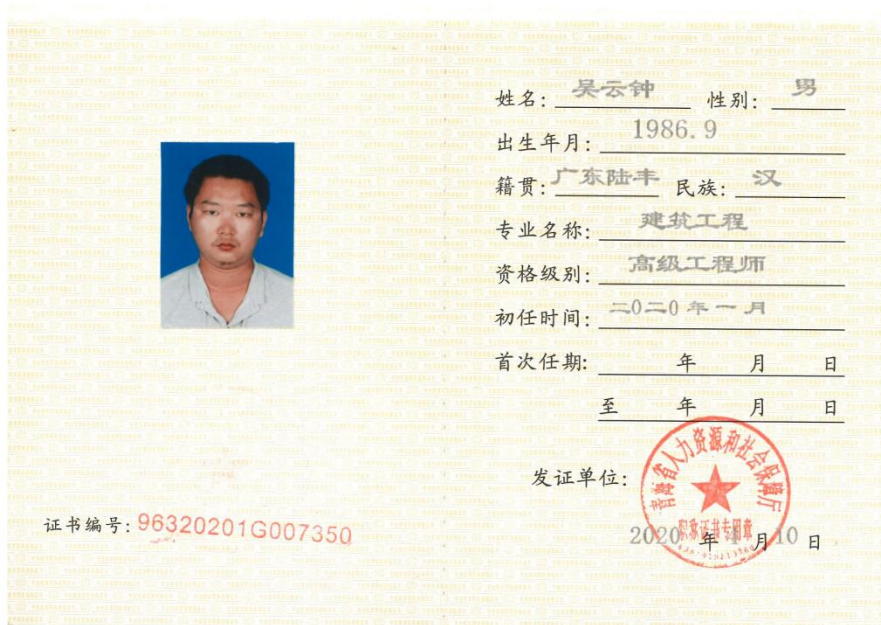 姓名: 吴云钟 性别: 男
出生年月: 1986.9
籍贯: 广东陆丰 民族: 汉
专业名称: 建筑工程
资格级别: 高级工程师
初任时间: 二0二0年一月
首次任期: 年 月 日
至 年 月 日
青海省人力资源和社会保障厅
发证单位:
职称证书专用章
2020 年 月 10 日
证书编号: 96320201G007350